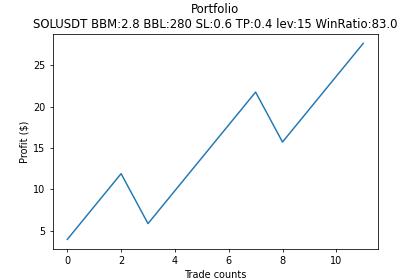 Portfolio
SOLUSDT BBM:2.8 BBL:280 SL:0.6 TP:0.4 lev:15 WinRatio:83.0
25
20
15
10
5
Profit ($)
0 2 4 6 8 10
Trade counts